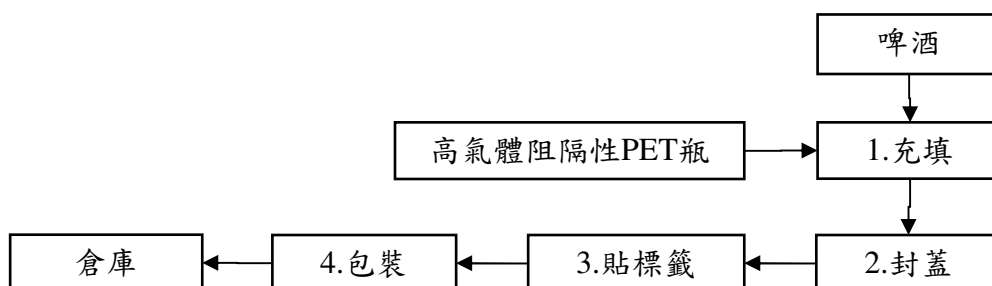 啤酒
高氣體阻隔性PET瓶
1.充填
2.封蓋
3.貼標籤
4.包裝
倉庫